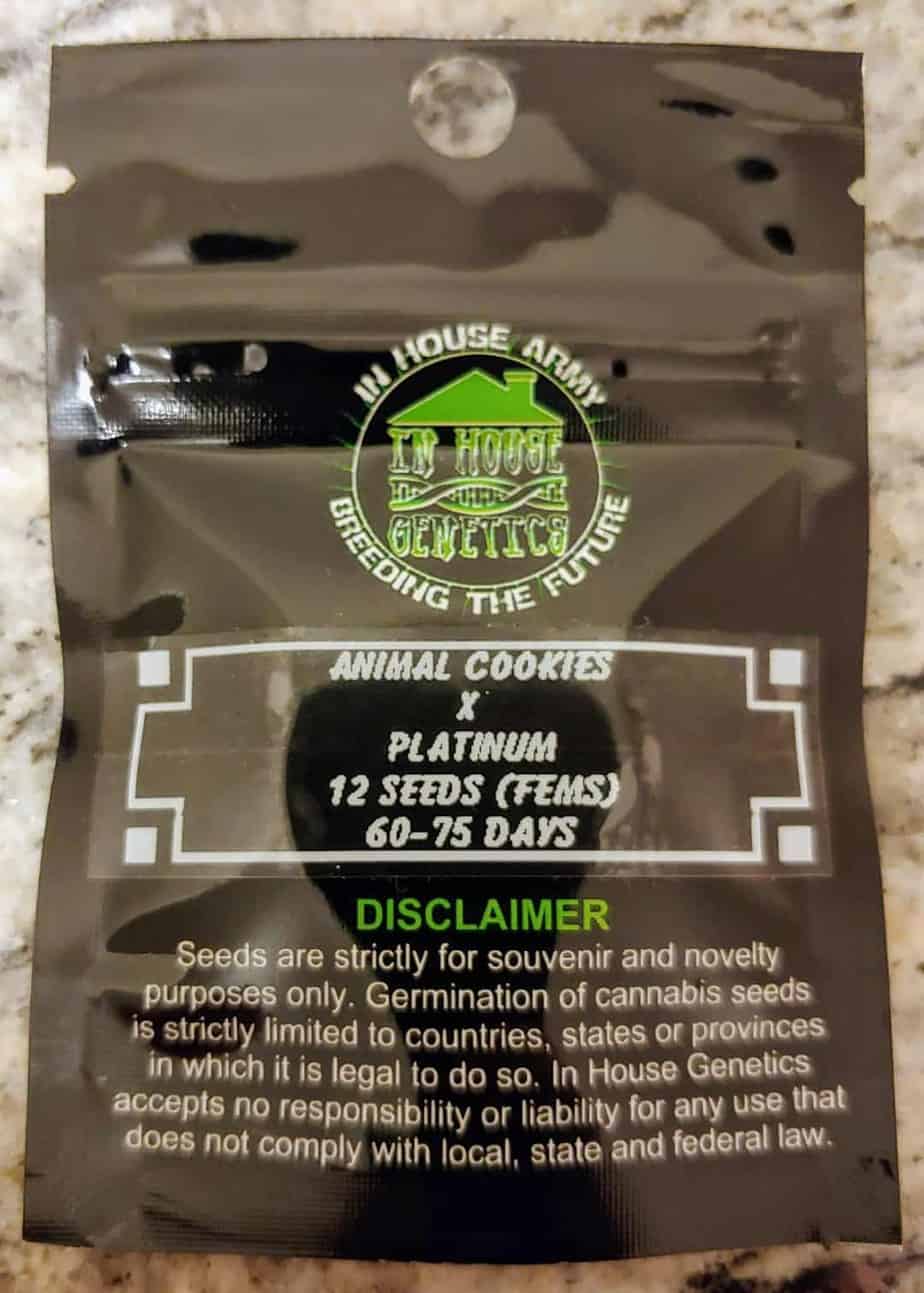 IN HOUSE ARMY
IN HOUSE
GENETICS
BREEDING THE FUTURE
ANIMAL COOKIES
X
PLATINUM
12 SEEDS (FEMS)
60-75 DAYS
DISCLAIMER
Seeds are strictly for souvenir and novelty
purposes only. Germination of cannabis seeds
is strictly limited to countries, states or provinces
in which it is legal to do so. In House Genetics
accepts no responsibility or liability for any use that
does not comply with local, state and federal law.